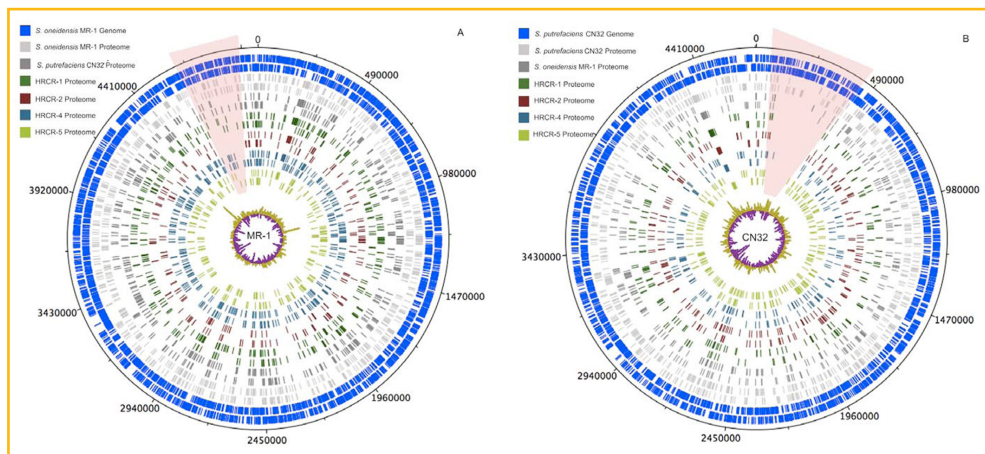 A
S. oneidensis MR-1 Genome
S. oneidensis MR-1 Proteome
S. putrefaciens CN32 Proteome
HRCR-1 Proteome
HRCR-2 Proteome
HRCR-4 Proteome
HRCR-5 Proteome
0
490000
980000
1470000
1960000
2450000
2940000
3430000
3920000
4410000
MR-1
B
S. putrefaciens CN32 Genome
S. putrefaciens CN32 Proteome
S. oneidensis MR-1 Proteome
HRCR-1 Proteome
HRCR-2 Proteome
HRCR-4 Proteome
HRCR-5 Proteome
0
490000
980000
1470000
1960000
2450000
2940000
3430000
4410000
CN32